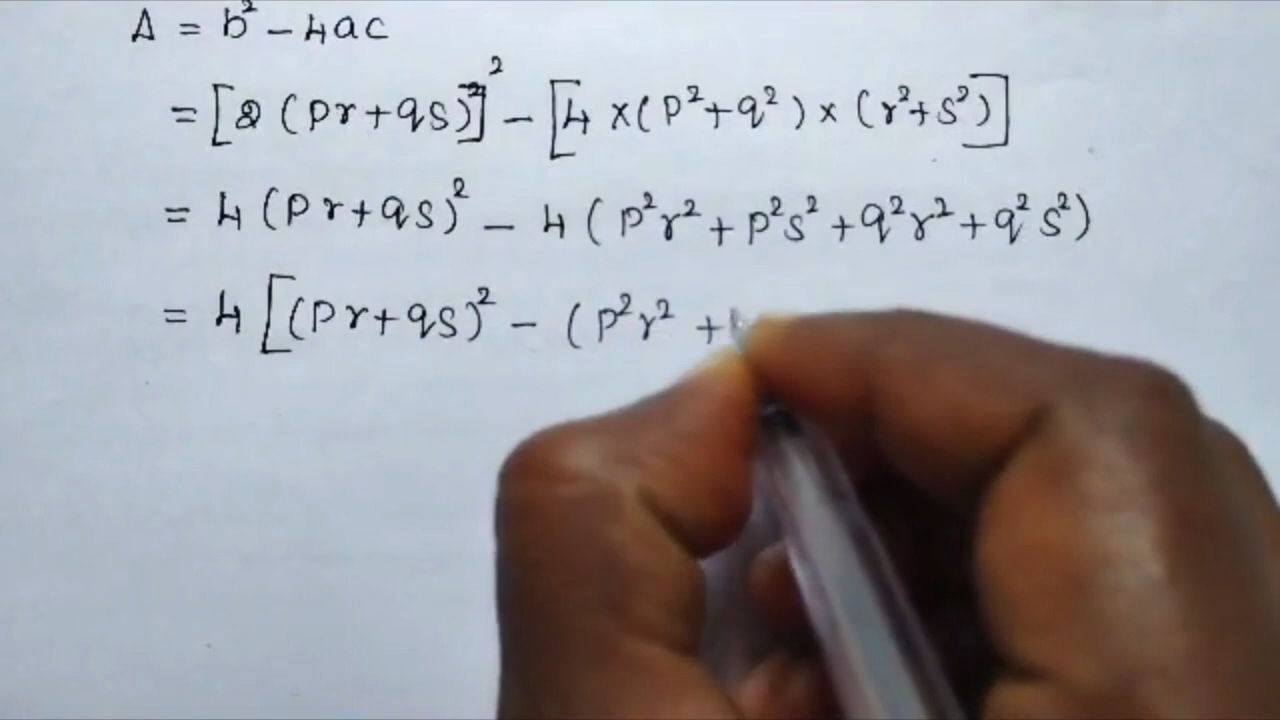 Δ = b² - 4ac
= [2 (pr+qs)]² - [4 × (p²+q²) × (r²+s²)]
= 4 (pr+qs)² - 4 (p²r² + p²s² + q²r² + q²s²)
= 4 [(pr+qs)² - (p²r² +